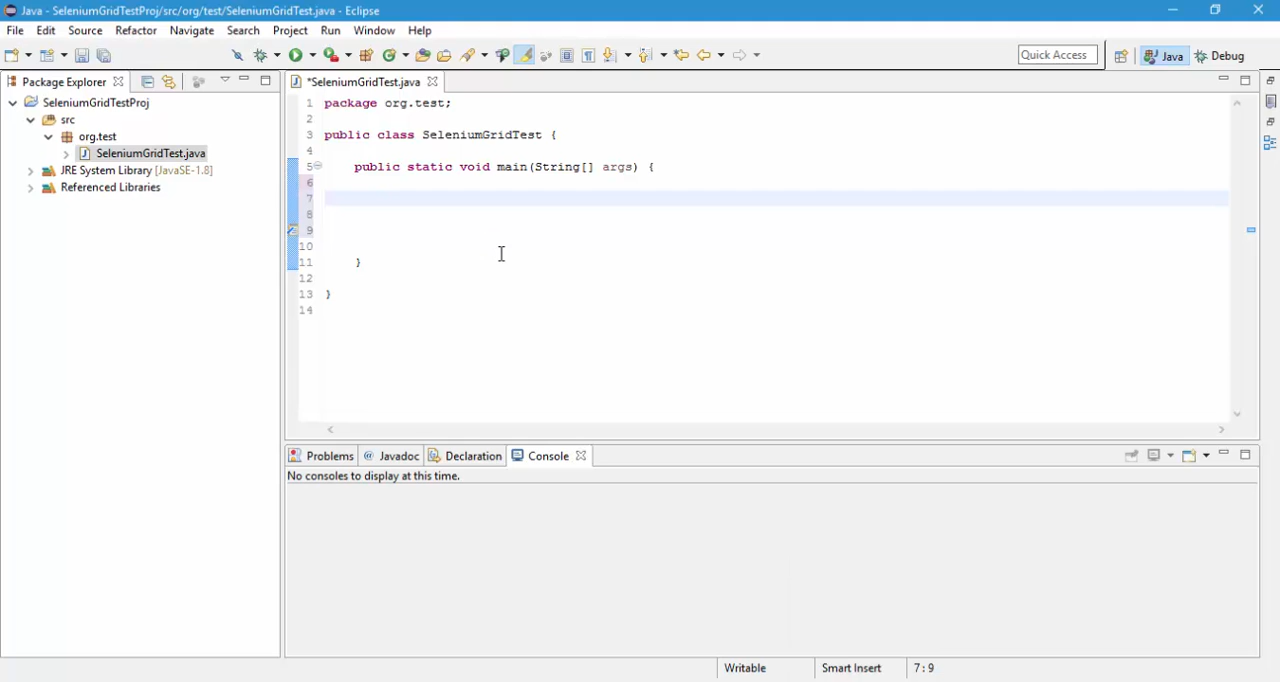 Java - SeleniumGridTestProj/src/org/test/SeleniumGridTest.java - Eclipse
File Edit Source Refactor Navigate Search Project Run Window Help
Quick Access
Java
Debug
Package Explorer
SeleniumGridTestProj
src
org.test
SeleniumGridTest.java
JRE System Library [JavaSE-1.8]
Referenced Libraries
*SeleniumGridTest.java
1 package org.test;
2
3 public class SeleniumGridTest {
4
5 public static void main(String[] args) {
6
7
8
9
10
11 }
12
13 }
14
Problems @ Javadoc Declaration Console
No consoles to display at this time.
Writable Smart Insert 7 : 9